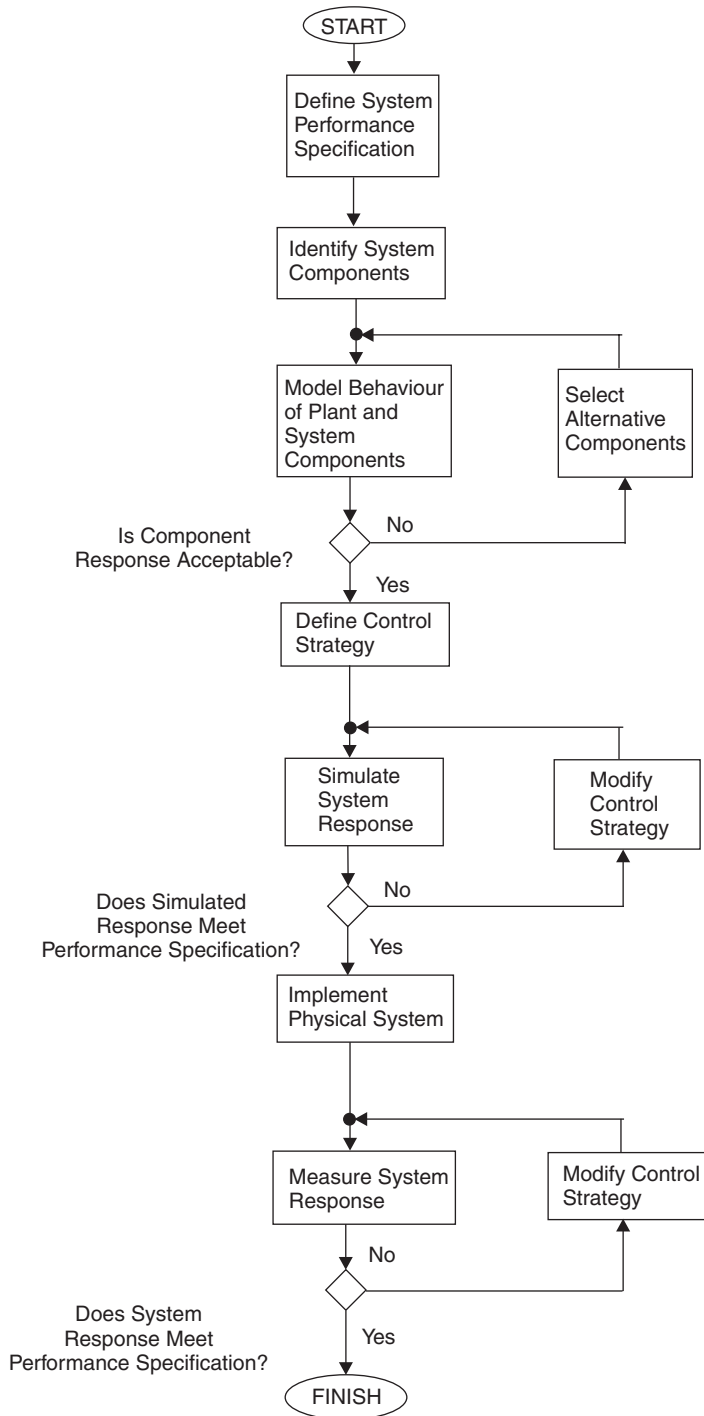 START
Define System
Performance
Specification
Identify System
Components
Model Behaviour
of Plant and
System
Components
Select
Alternative
Components
Is Component
Response Acceptable?
No
Yes
Define Control
Strategy
Simulate
System
Response
Modify
Control
Strategy
Does Simulated
Response Meet
Performance Specification?
No
Yes
Implement
Physical System
Measure System
Response
Modify Control
Strategy
No
Does System
Response Meet
Performance Specification?
Yes
FINISH